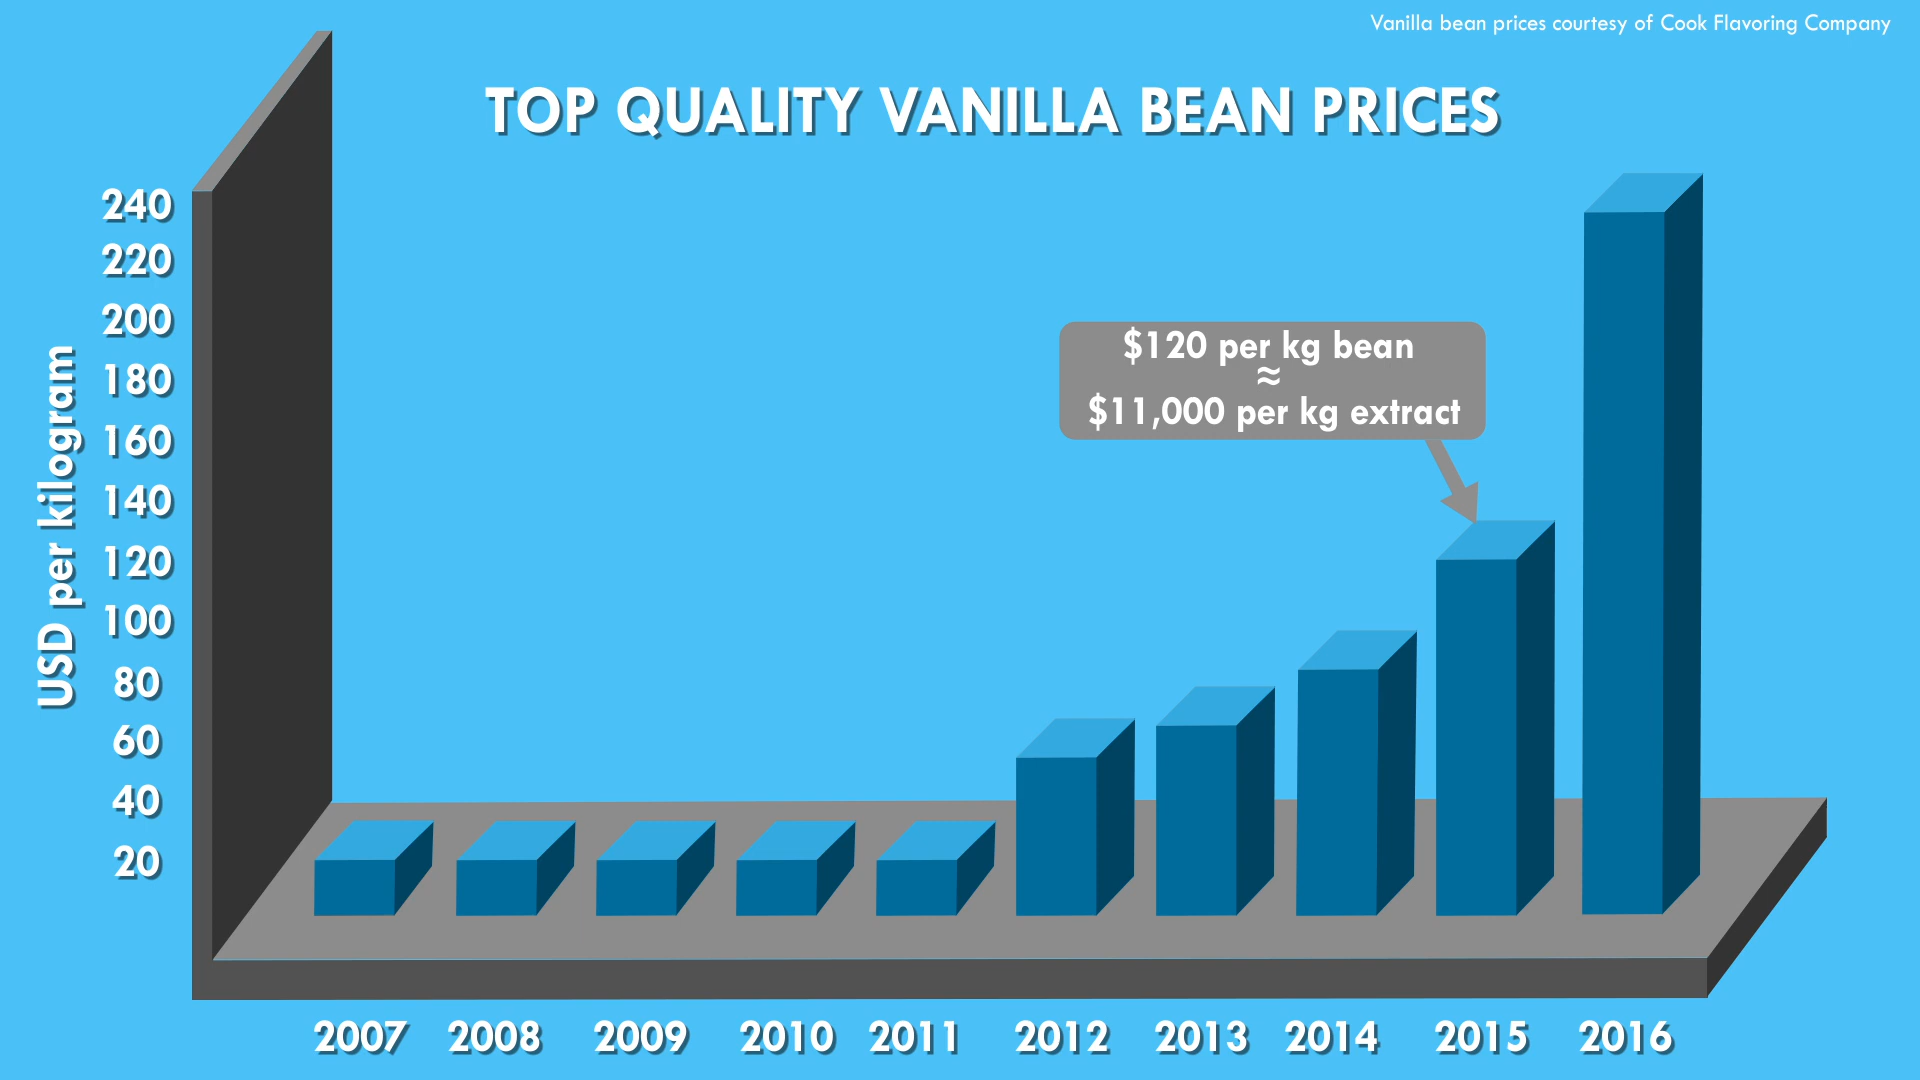 Vanilla bean prices courtesy of Cook Flavoring Company
TOP QUALITY VANILLA BEAN PRICES
USD per kilogram
240
220
200
180
160
140
120
100
80
60
40
20
$120 per kg bean
≈
$11,000 per kg extract
2007 2008 2009 2010 2011 2012 2013 2014 2015 2016